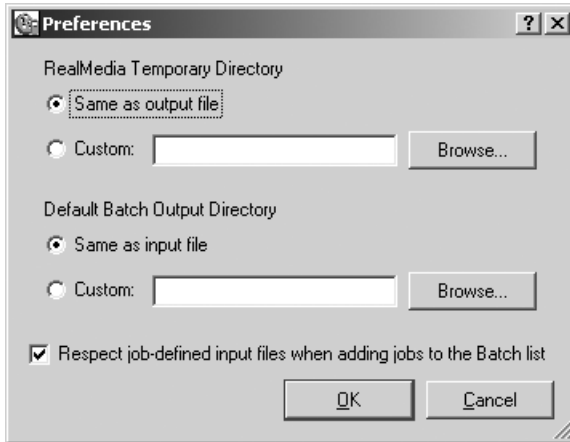 Preferences
RealMedia Temporary Directory
Same as output file
Custom:
Browse...
Default Batch Output Directory
Same as input file
Custom:
Browse...
Respect job-defined input files when adding jobs to the Batch list
OK
Cancel